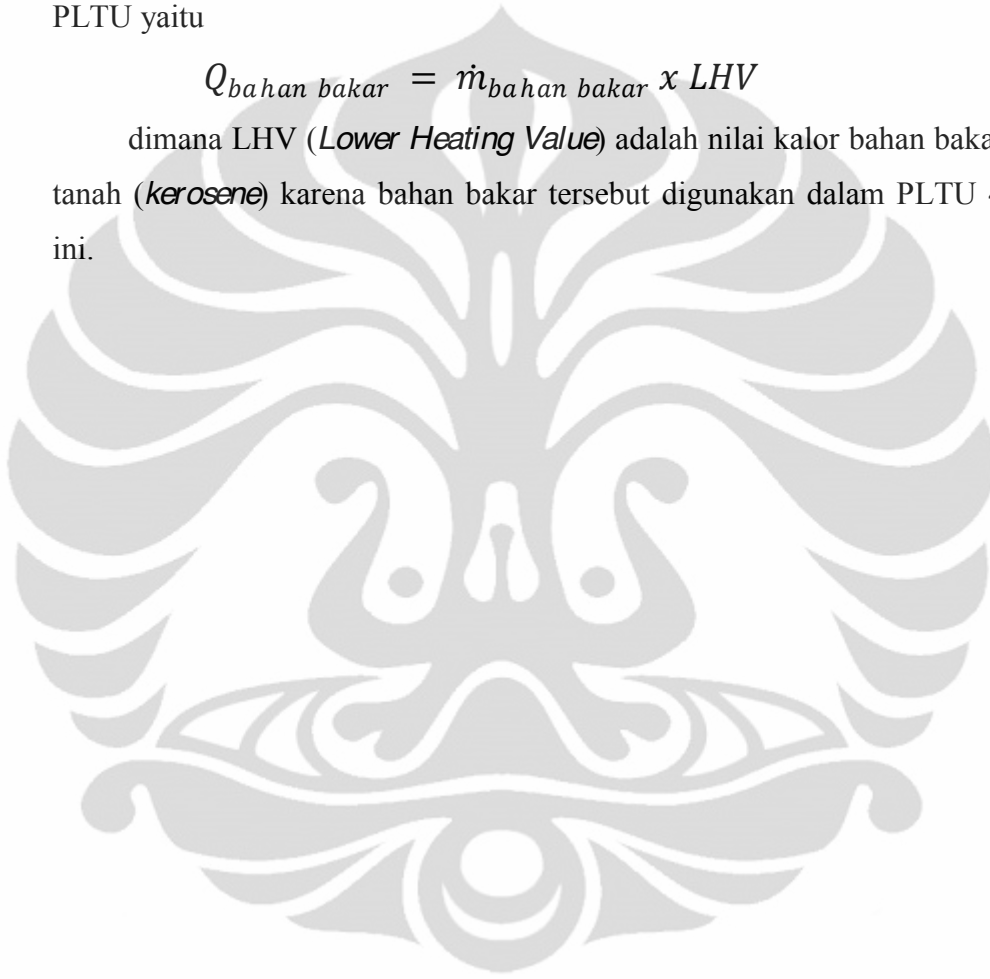 PLTU yaitu
Q_bahan bakar = ṁ_bahan bakar x LHV
dimana LHV (Lower Heating Value) adalah nilai kalor bahan baka
tanah (kerosene) karena bahan bakar tersebut digunakan dalam PLTU
ini.